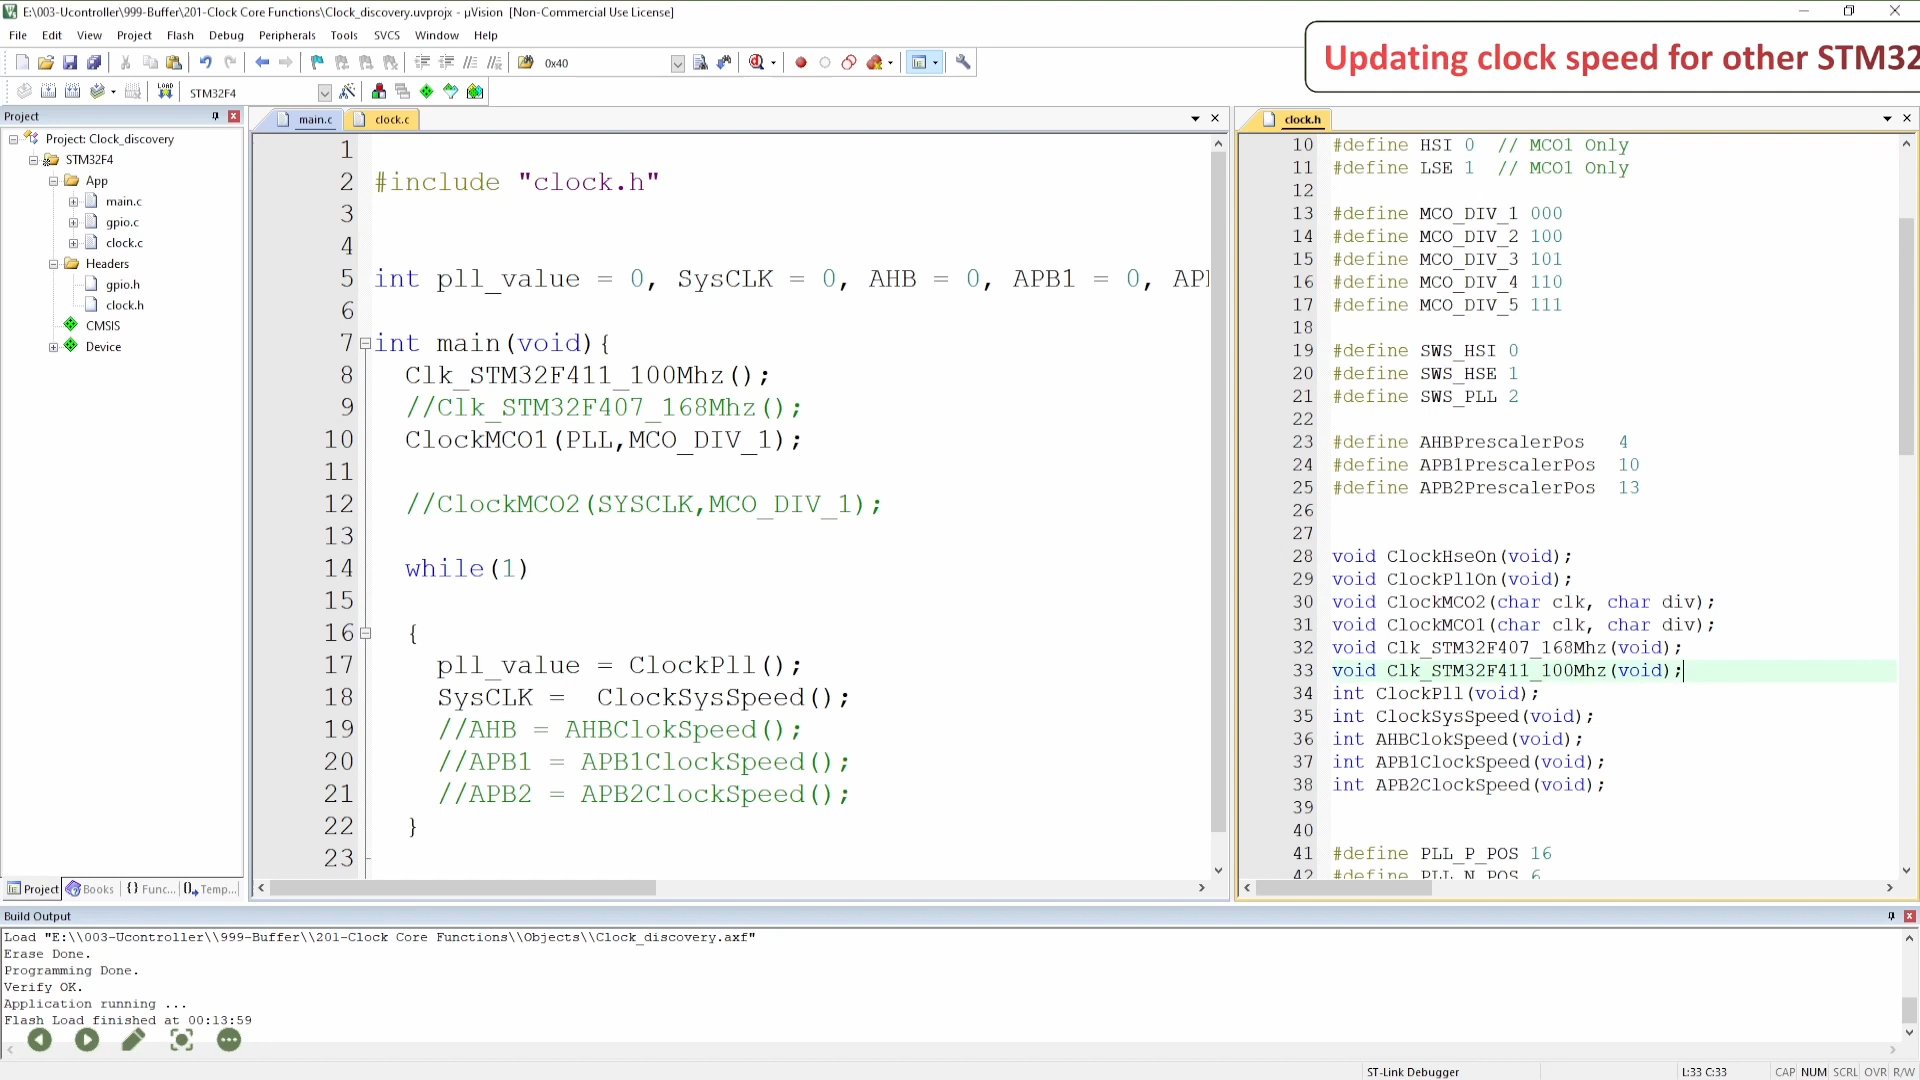 E:\003-Ucontroller\999-Buffer\201-Clock Core Functions\Clock_discovery.uvprojx - µVision [Non-Commercial Use License]
File Edit View Project Flash Debug Peripherals Tools SVCS Window Help
0x40
Updating clock speed for other STM32
LOAD STM32F4
Project
Project: Clock_discovery
STM32F4
App
main.c
gpio.c
clock.c
Headers
gpio.h
clock.h
CMSIS
Device
Project Books {} Func... Temp...
main.c clock.c
1
2 #include "clock.h"
3
4
5 int pll_value = 0, SysCLK = 0, AHB = 0, APB1 = 0, AP
6
7 int main(void){
8 Clk_STM32F411_100Mhz();
9 //Clk_STM32F407_168Mhz();
10 ClockMCO1(PLL,MCO_DIV_1);
11
12 //ClockMCO2(SYSCLK,MCO_DIV_1);
13
14 while(1)
15
16 {
17 pll_value = ClockPll();
18 SysCLK =  ClockSysSpeed();
19 //AHB = AHBClokSpeed();
20 //APB1 = APB1ClockSpeed();
21 //APB2 = APB2ClockSpeed();
22 }
23
clock.h
10 #define HSI 0 // MCO1 Only
11 #define LSE 1 // MCO1 Only
12
13 #define MCO_DIV_1 000
14 #define MCO_DIV_2 100
15 #define MCO_DIV_3 101
16 #define MCO_DIV_4 110
17 #define MCO_DIV_5 111
18
19 #define SWS_HSI 0
20 #define SWS_HSE 1
21 #define SWS_PLL 2
22
23 #define AHBPrescalerPos 4
24 #define APB1PrescalerPos 10
25 #define APB2PrescalerPos 13
26
27
28 void ClockHseOn(void);
29 void ClockPllOn(void);
30 void ClockMCO2(char clk, char div);
31 void ClockMCO1(char clk, char div);
32 void Clk_STM32F407_168Mhz(void);
33 void Clk_STM32F411_100Mhz(void);
34 int ClockPll(void);
35 int ClockSysSpeed(void);
36 int AHBClokSpeed(void);
37 int APB1ClockSpeed(void);
38 int APB2ClockSpeed(void);
39
40
41 #define PLL_P_POS 16
42 #define PLL_N_POS 6
Build Output
Load "E:\\003-Ucontroller\\999-Buffer\\201-Clock Core Functions\\Objects\\Clock_discovery.axf"
Erase Done.
Programming Done.
Verify OK.
Application running ...
Flash Load finished at 00:13:59
ST-Link Debugger L:33 C:33 CAP NUM SCRL OVR R/W